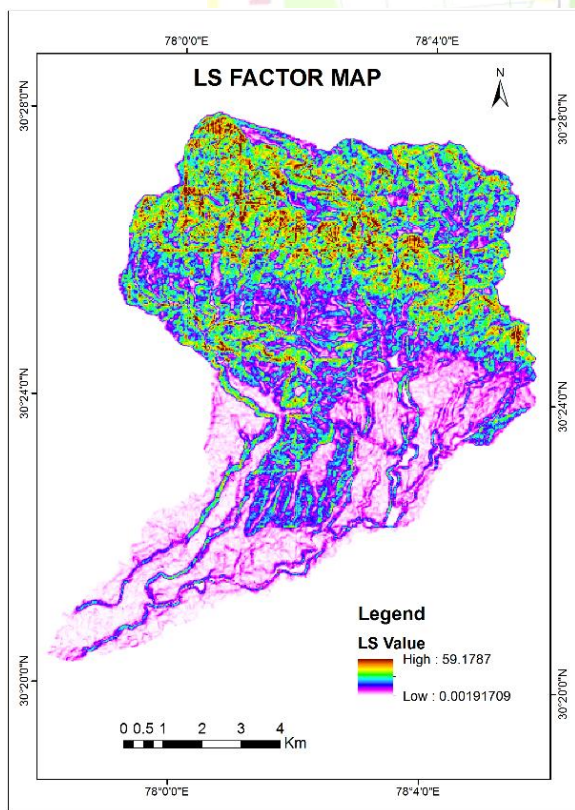 78°0'0"E 78°4'0"E
LS FACTOR MAP
N
30°28'0"N 30°28'0"N
30°24'0"N 30°24'0"N
Legend
LS Value
High : 59.1787
Low : 0.00191709
30°20'0"N 30°20'0"N
0 0.5 1 2 3 4
Km
78°0'0"E 78°4'0"E